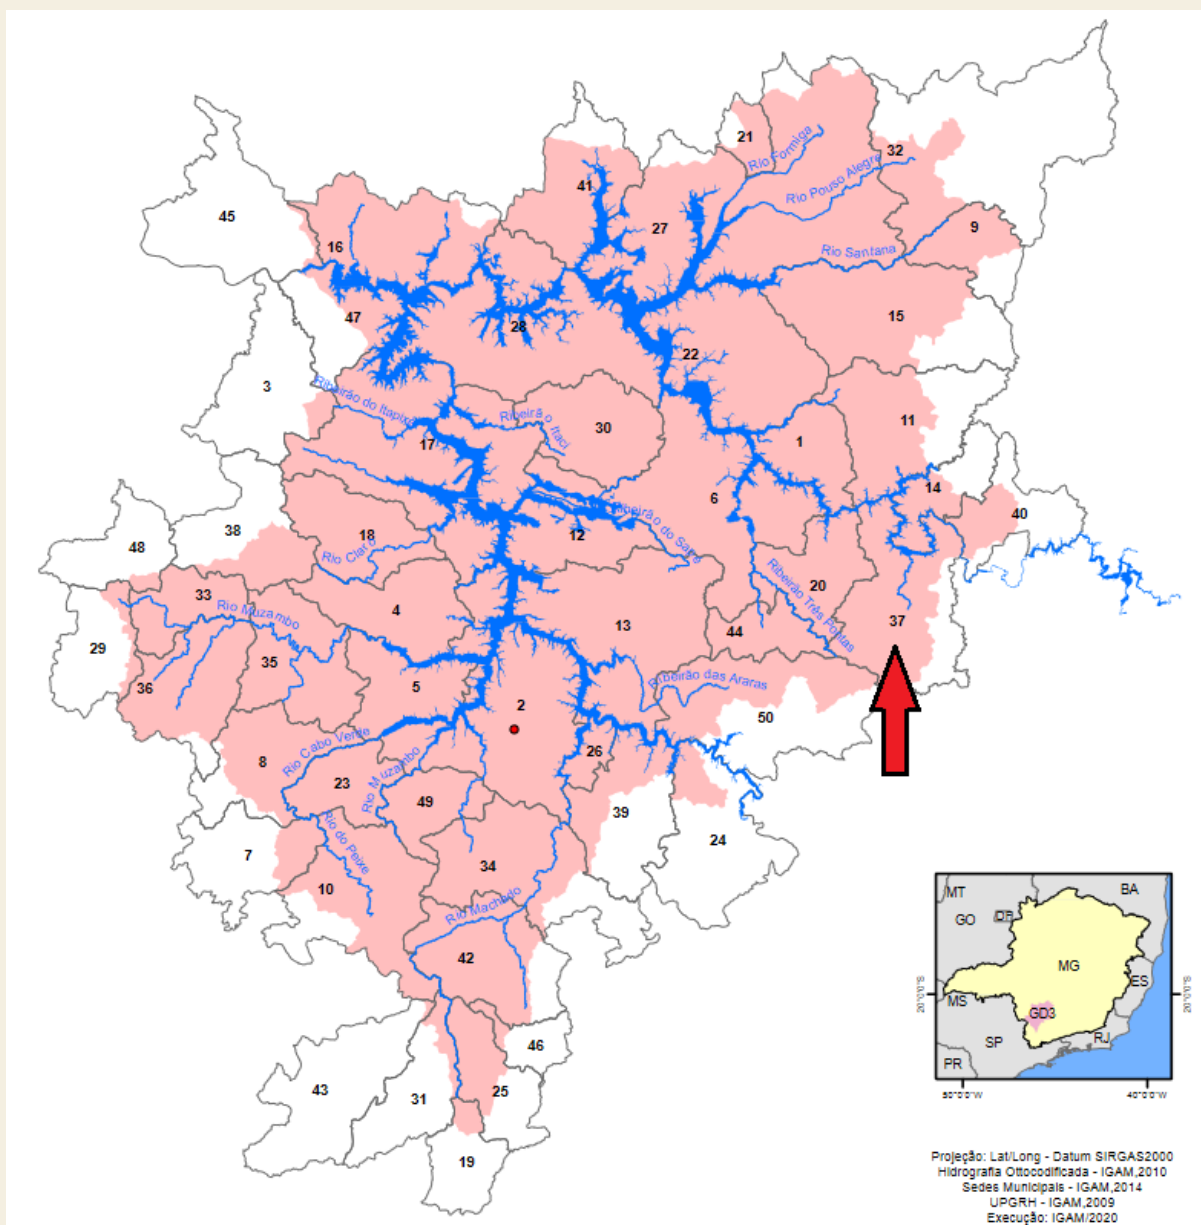 21
Rio Formiga
32
Rio Pouso Alegre
41
45
27
9
16
Rio Santana
47
28
15
22
3
Ribeirão do Itapixé
Ribeirã o Itaci
30
11
17
1
14
6
40
38
18
Ribeirão do Sapé
12
48
Rio Claro
20
33
Rio Muzambo
4
Ribeirão Três Pontas
37
13
44
29
35
36
5
Ribeirão das Araras
2
50
8
Rio Cabo Verde
26
23
Rio Muzambo
49
39
24
Rio do Peixe
7
34
10
Rio Machado
42
46
43
31
25
19
MT
BA
GO
DF
MG
ES
MS
GD3
SP
RJ
PR
20°0'0"S
20°0'0"S
50°0'0"W
40°0'0"W
Projeção: Lat/Long - Datum SIRGAS2000
Hidrografia Ottocodificada - IGAM,2010
Sedes Municipais - IGAM,2014
UPGRH - IGAM,2009
Execução: IGAM/2020